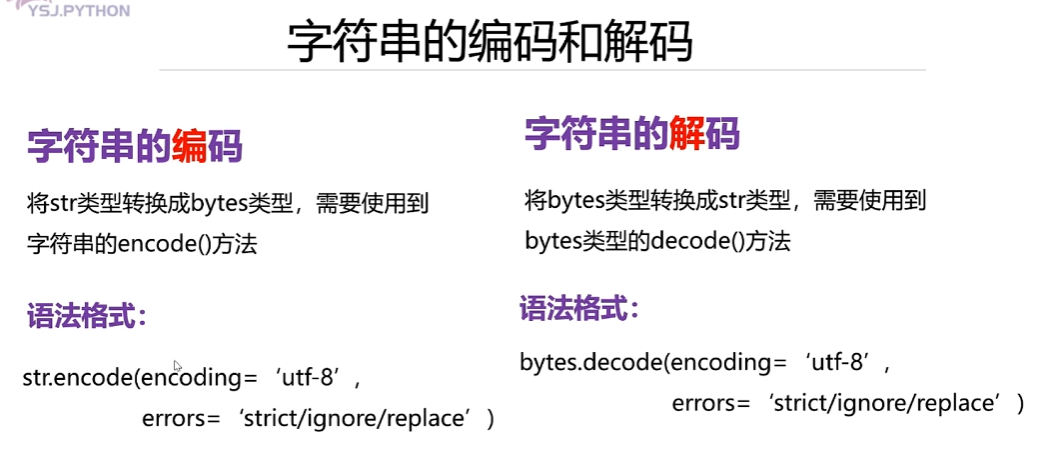 YSJ.PYTHON
字符串的编码和解码
字符串的编码
将str类型转换成bytes类型，需要使用到
字符串的encode()方法
语法格式：
str.encode(encoding=‘utf-8’,
errors=‘strict/ignore/replace’)
字符串的解码
将bytes类型转换成str类型，需要使用到
bytes类型的decode()方法
语法格式：
bytes.decode(encoding=‘utf-8’,
errors=‘strict/ignore/replace’)